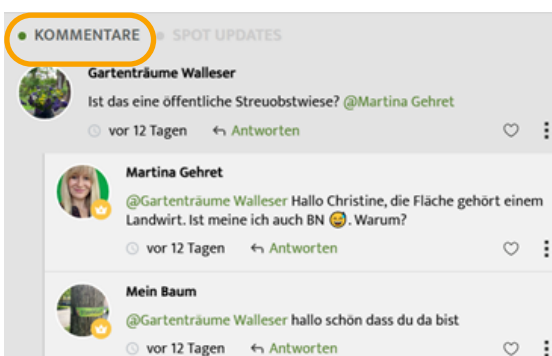 KOMMENTARE SPOT UPDATES
Gartenträume Walleser
Ist das eine öffentliche Streuobstwiese? @Martina Gehret
vor 12 Tagen Antworten
Martina Gehret
@Gartenträume Walleser Hallo Christine, die Fläche gehört einem
Landwirt. Ist meine ich auch BN 😅. Warum?
vor 12 Tagen Antworten
Mein Baum
@Gartenträume Walleser hallo schön dass du da bist
vor 12 Tagen Antworten